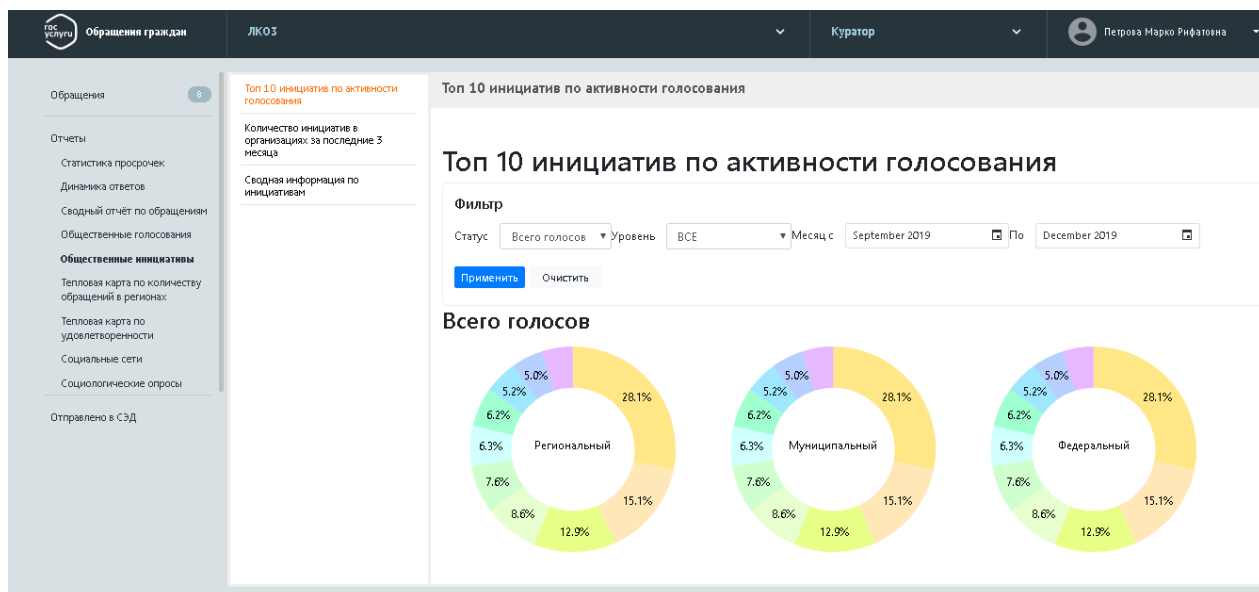 гос
услуги
Обращения граждан
ЛКОЗ
Куратор
Петрова Марко Рифатовна
Обращения
8
Отчеты
Статистика просрочек
Динамика ответов
Сводный отчёт по обращениям
Общественные голосования
Общественные инициативы
Тепловая карта по количеству
обращений в регионах
Тепловая карта по
удовлетворенности
Социальные сети
Социологические опросы
Отправлено в СЭД
Топ 10 инициатив по активности
голосования
Количество инициатив в
организациях за последние 3
месяца
Сводная информация по
инициативам
Топ 10 инициатив по активности голосования
Топ 10 инициатив по активности голосования
Фильтр
Статус Всего голосов Уровень ВСЕ Месяц с September 2019 По December 2019
Применить Очистить
Всего голосов
5.0%
5.2%
28.1%
6.2%
6.3%
Региональный
7.6%
15.1%
8.6%
12.9%
5.0%
5.2%
28.1%
6.2%
6.3%
Муниципальный
7.6%
15.1%
8.6%
12.9%
5.0%
5.2%
28.1%
6.2%
6.3%
Федеральный
7.6%
15.1%
8.6%
12.9%